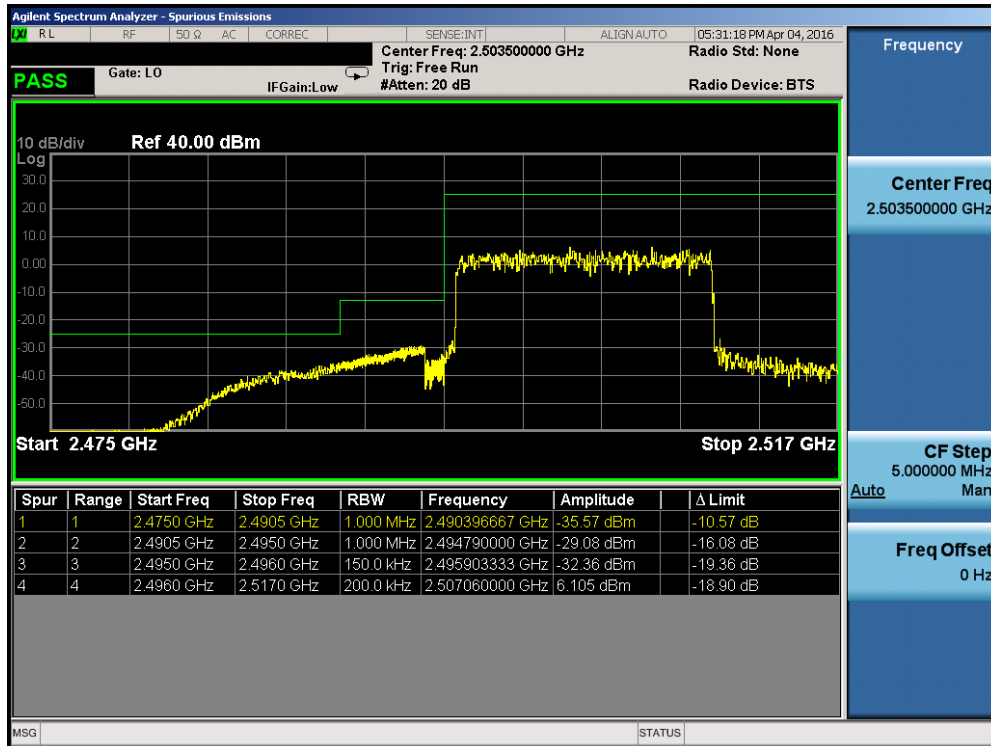 Agilent Spectrum Analyzer - Spurious Emissions
LXI RL RF 50 Ω AC CORREC SENSE:INT ALIGN AUTO 05:31:18 PM Apr 04, 2016
Center Freq: 2.503500000 GHz Radio Std: None
Gate: LO Trig: Free Run
PASS IFGain:Low #Atten: 20 dB Radio Device: BTS
Frequency
10 dB/div Ref 40.00 dBm
Log
30.0
20.0
10.0
0.00
-10.0
-20.0
-30.0
-40.0
-50.0
Start 2.475 GHz Stop 2.517 GHz
Spur Range Start Freq Stop Freq RBW Frequency Amplitude Δ Limit
1 1 2.4750 GHz 2.4905 GHz 1.000 MHz 2.490396667 GHz -35.57 dBm -10.57 dB
2 2 2.4905 GHz 2.4950 GHz 1.000 MHz 2.494790000 GHz -29.08 dBm -16.08 dB
3 3 2.4950 GHz 2.4960 GHz 150.0 kHz 2.495903333 GHz -32.36 dBm -19.36 dB
4 4 2.4960 GHz 2.5170 GHz 200.0 kHz 2.507060000 GHz 6.105 dBm -18.90 dB
Center Freq
2.503500000 GHz
CF Step
5.000000 MHz
Auto Man
Freq Offset
0 Hz
MSG STATUS